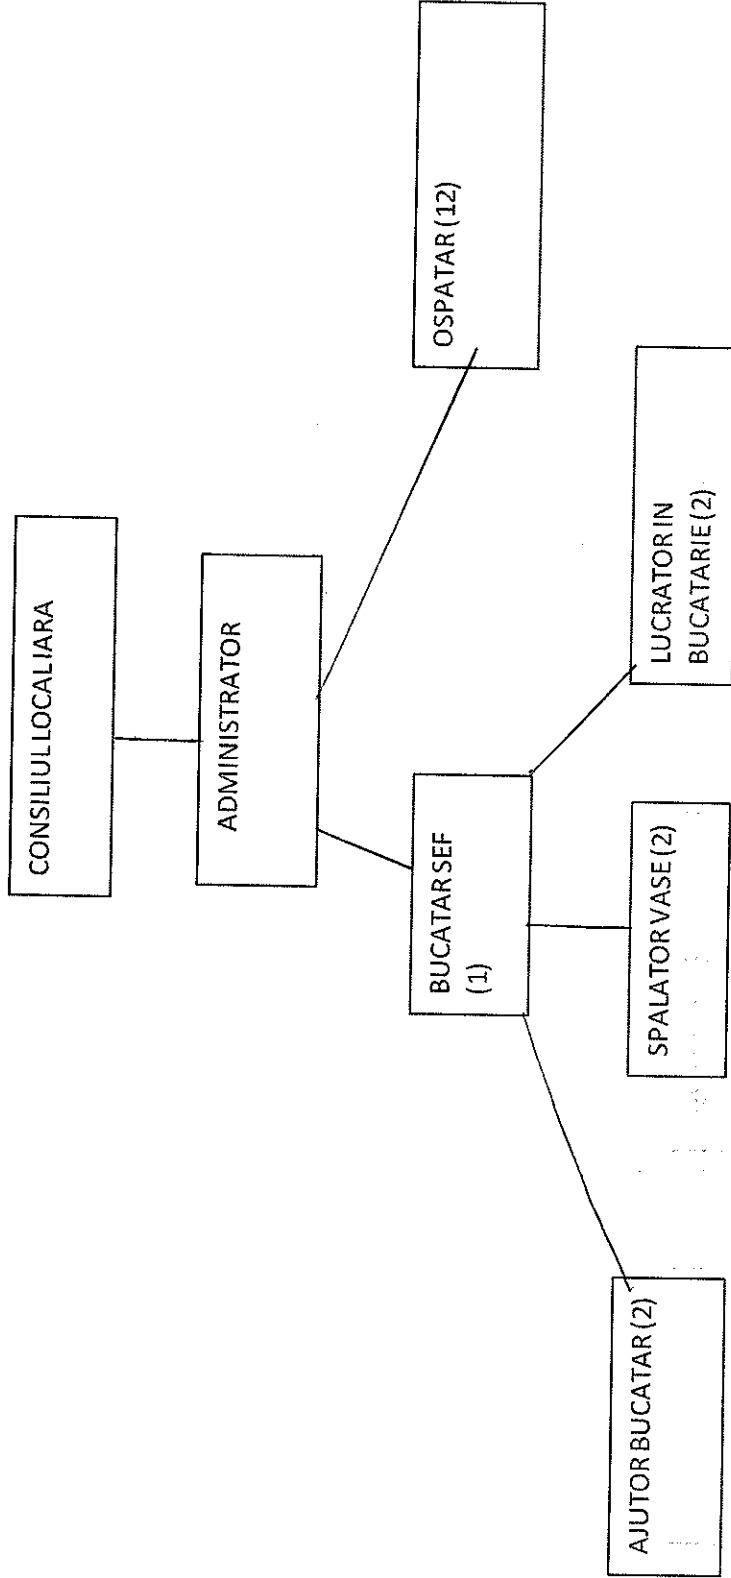 CONSILIUL LOCAL IARA
ADMINISTRATOR
BUCATAR SEF
(1)
OSPATAR (12)
AJUTOR BUCATAR (2)
SPALATOR VASE (2)
LUCRATOR IN
BUCATARIE (2)